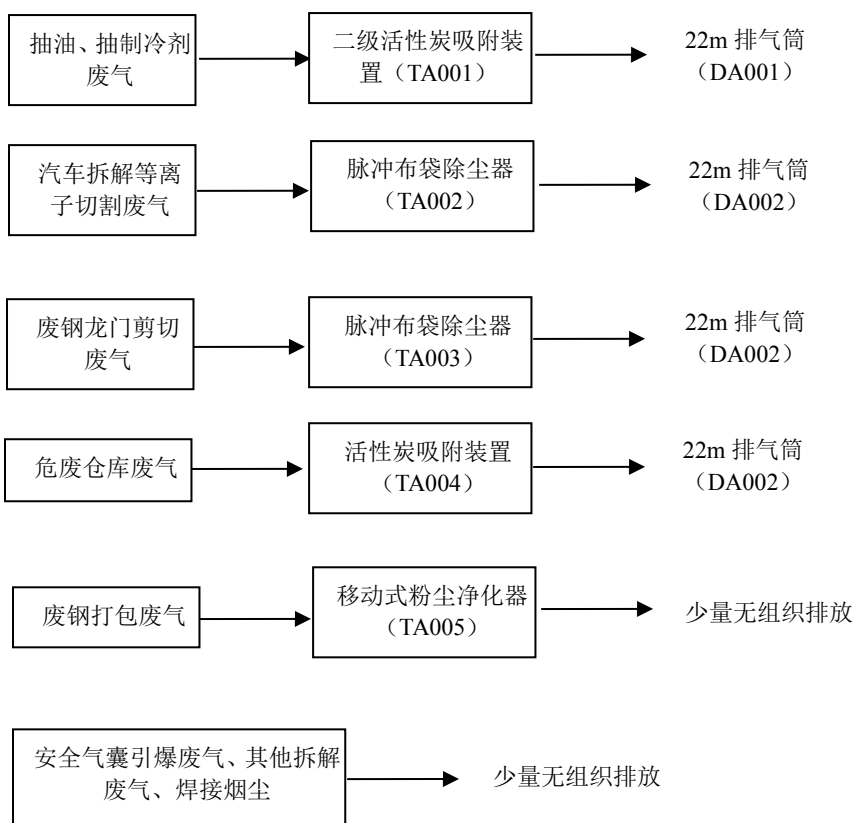 抽油、抽制冷剂
废气
二级活性炭吸附装
置（TA001）
22m 排气筒
（DA001）
汽车拆解等离
子切割废气
脉冲布袋除尘器
（TA002）
22m 排气筒
（DA002）
废钢龙门剪切
废气
脉冲布袋除尘器
（TA003）
22m 排气筒
（DA002）
危废仓库废气
活性炭吸附装置
（TA004）
22m 排气筒
（DA002）
废钢打包废气
移动式粉尘净化器
（TA005）
少量无组织排放
安全气囊引爆废气、其他拆解
废气、焊接烟尘
少量无组织排放